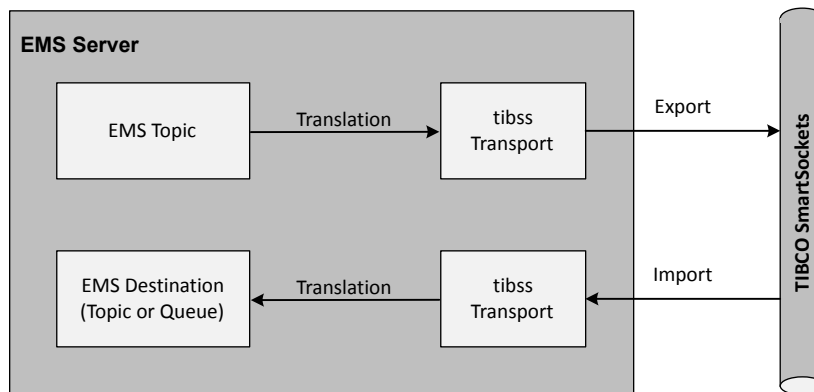 EMS Server
EMS Topic
Translation
tibss
Transport
Export
EMS Destination
(Topic or Queue)
Translation
tibss
Transport
Import
TIBCO SmartSockets